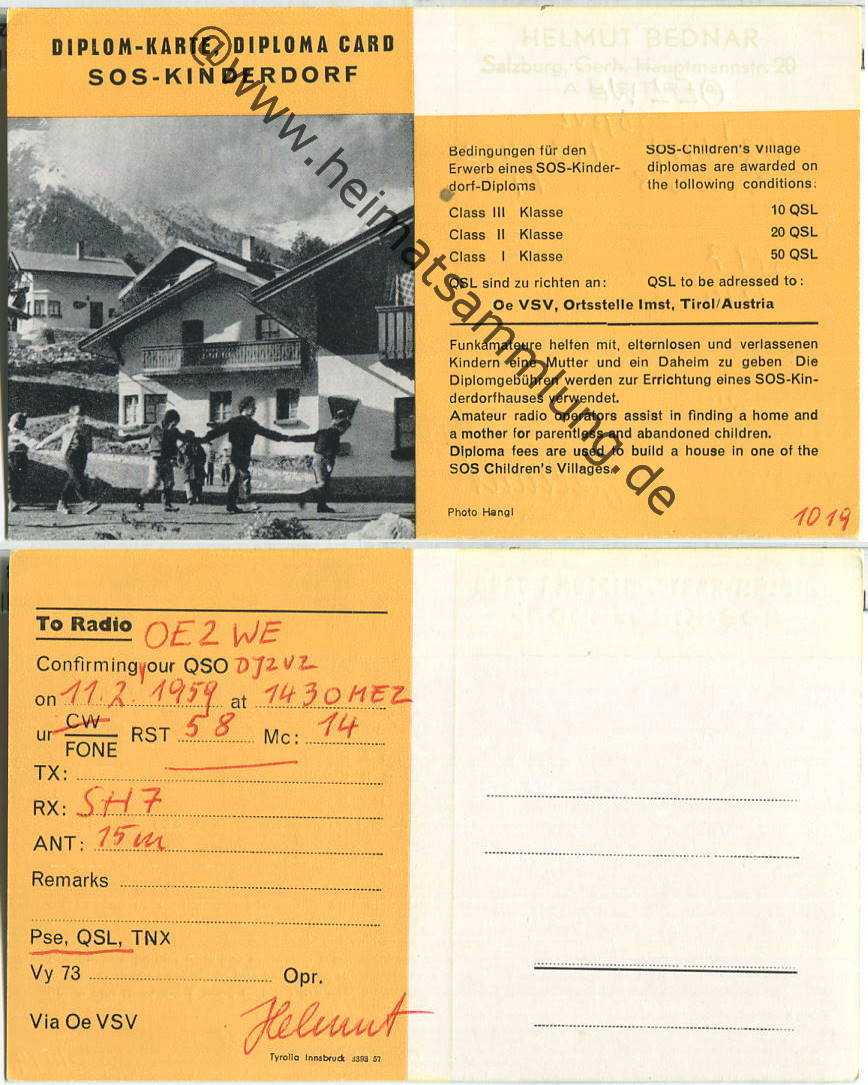 DIPLOM-KARTE, DIPLOMA CARD
SOS-KINDERDORF
HELMUT BEDNAR
Salzburg, Gerh. Hauptmannstr. 20
AUSTRIA
Bedingungen für den
Erwerb eines SOS-Kinder-
dorf-Diploms
SOS-Children's Village
diplomas are awarded on
the following conditions:
Class III Klasse 10 QSL
Class II Klasse 20 QSL
Class I Klasse 50 QSL
QSL sind zu richten an: QSL to be adressed to:
Oe VSV, Ortsstelle Imst, Tirol/Austria
Funkamateure helfen mit, elternlosen und verlassenen
Kindern eine Mutter und ein Daheim zu geben Die
Diplomgebühren werden zur Errichtung eines SOS-Kin-
derdorfhauses verwendet.
Amateur radio operators assist in finding a home and
a mother for parentless and abandoned children.
Diploma fees are used to build a house in one of the
SOS Children's Villages.
Photo Hangl
1019
@www.heimatsammlung.de
To Radio OE2WE
Confirming your QSO DJ2VZ
on 11.2.1959 at 1430 MEZ
ur CW
FONE RST 58 Mc: 14
TX:
RX: SH7
ANT: 15m
Remarks
Pse, QSL, TNX
Vy 73 Opr.
Via Oe VSV Helmut
Tyrolia Innsbruck 3393 57